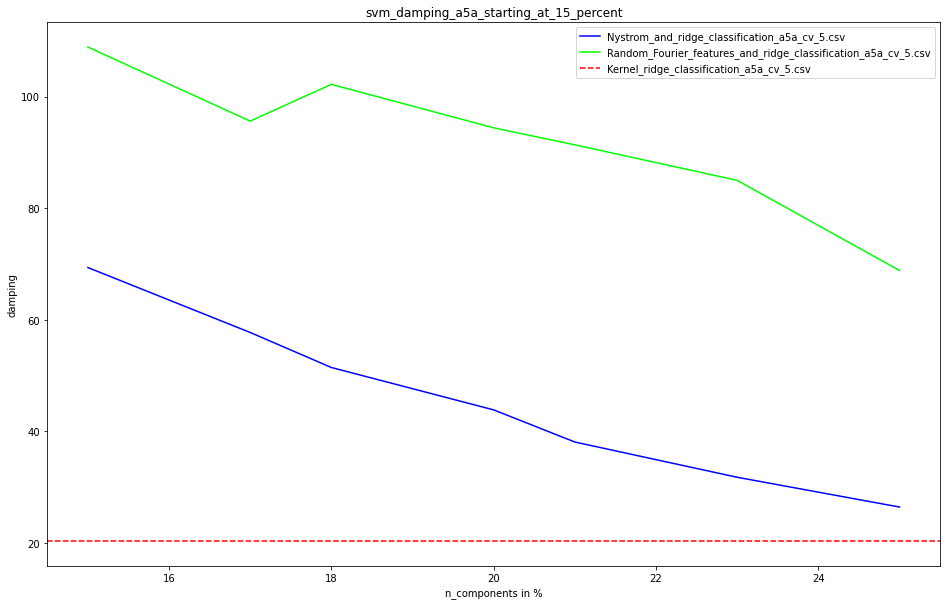 svm_damping_a5a_starting_at_15_percent
Nystrom_and_ridge_classification_a5a_cv_5.csv
Random_Fourier_features_and_ridge_classification_a5a_cv_5.csv
Kernel_ridge_classification_a5a_cv_5.csv
damping
100
80
60
40
20
16
18
20
22
24
n_components in %